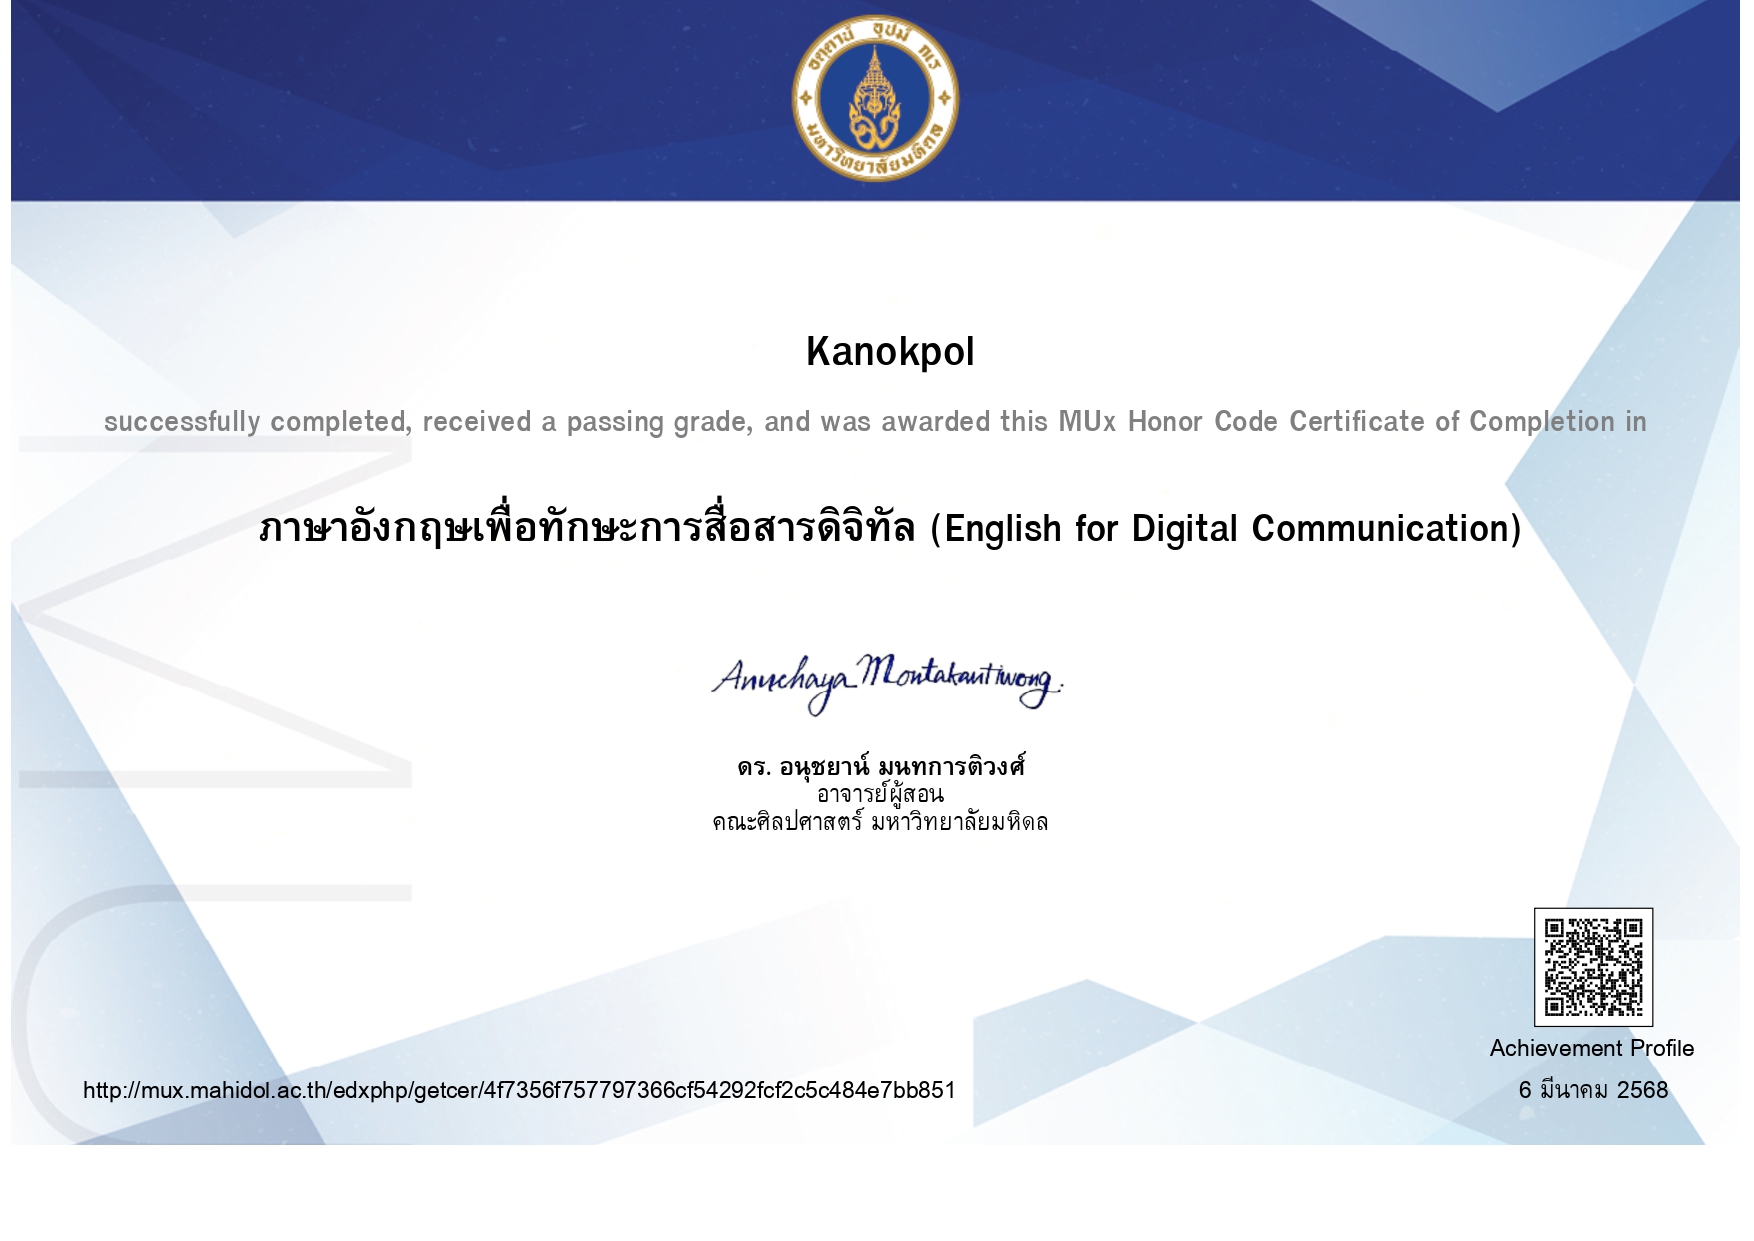 อตฺตานํ อุปมํ กเร
มหาวิทยาลัยมหิดล
Kanokpol
successfully completed, received a passing grade, and was awarded this MUx Honor Code Certificate of Completion in
ภาษาอังกฤษเพื่อทักษะการสื่อสารดิจิทัล (English for Digital Communication)
Anuchaya Montakantiwong
ดร. อนุชยาน์ มนทการติวงศ์
อาจารย์ผู้สอน
คณะศิลปศาสตร์ มหาวิทยาลัยมหิดล
Achievement Profile
http://mux.mahidol.ac.th/edxphp/getcer/4f7356f757797366cf54292fcf2c5c484e7bb851
6 มีนาคม 2568